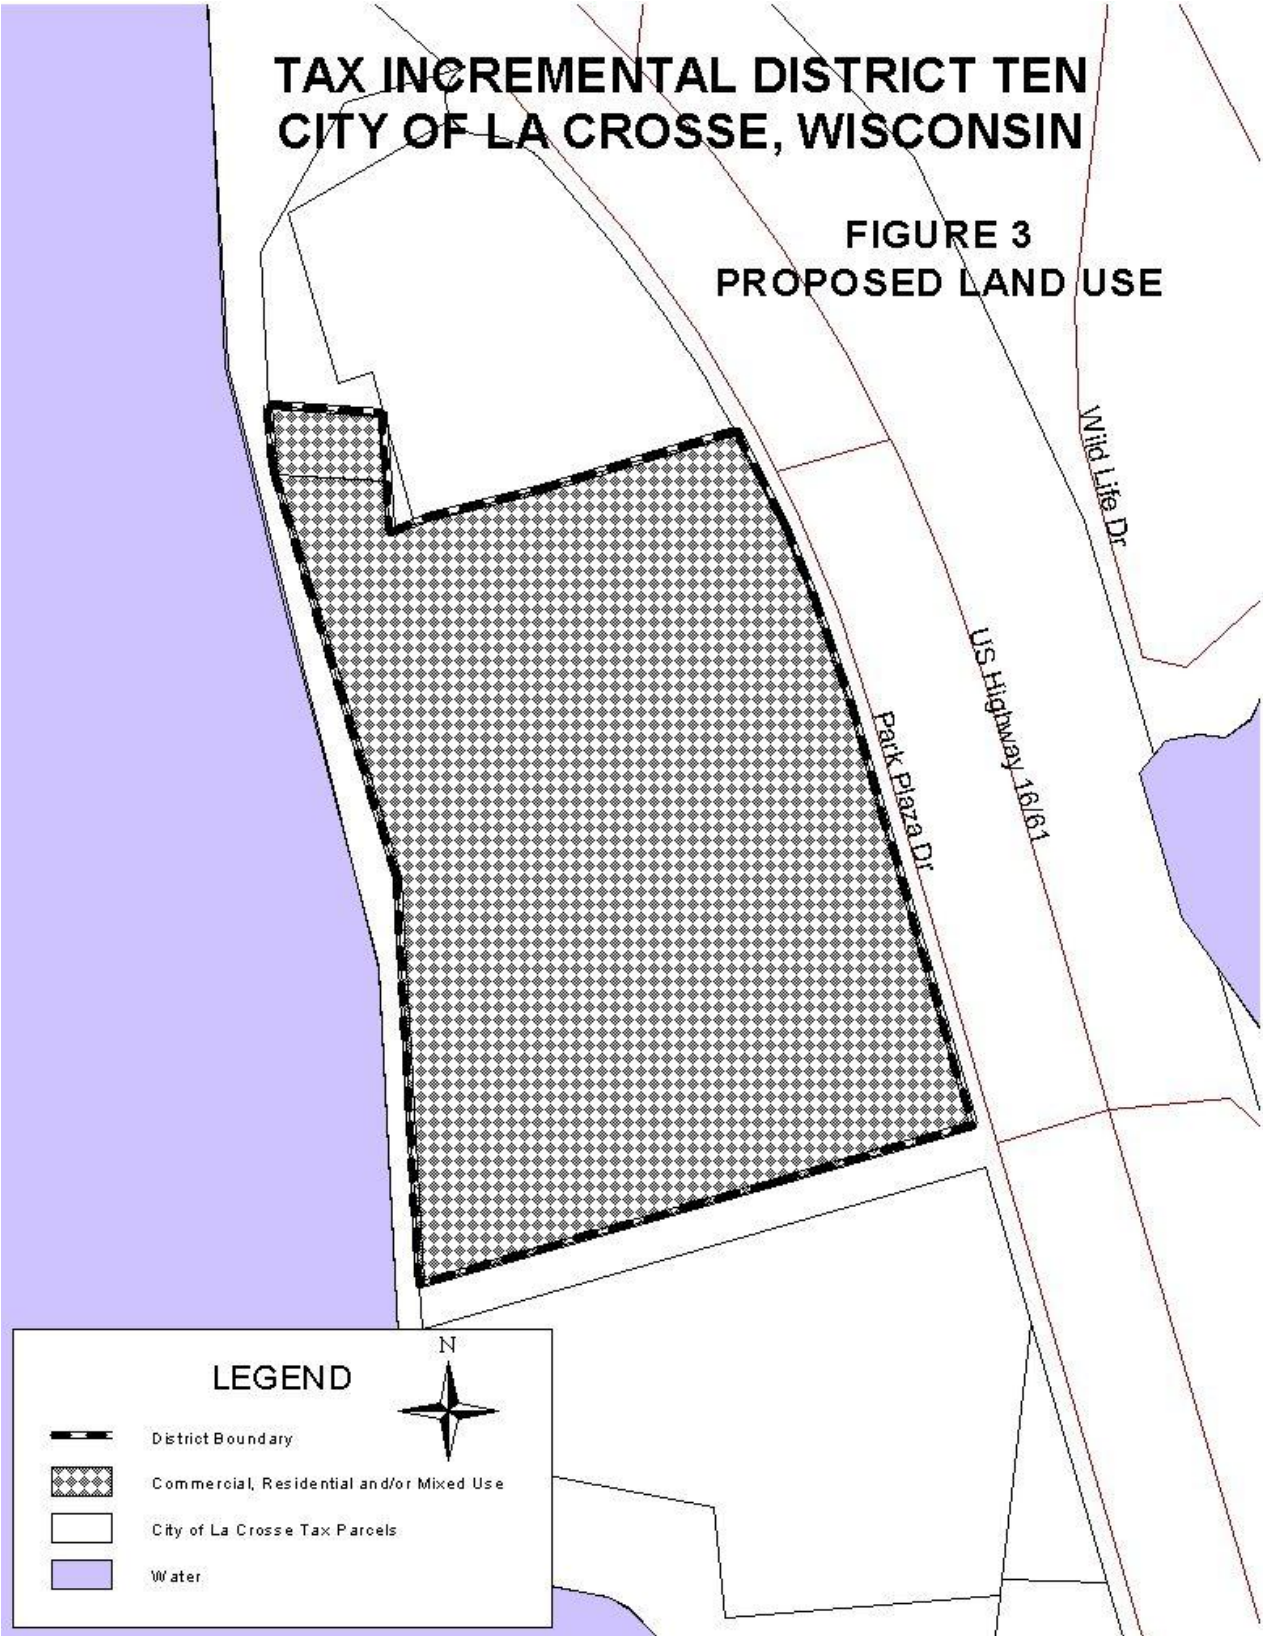 TAX INCREMENTAL DISTRICT TEN
CITY OF LA CROSSE, WISCONSIN
FIGURE 3
PROPOSED LAND USE
Wild Life Dr
US Highway 16/61
Park Plaza Dr
N
LEGEND
District Boundary
Commercial, Residential and/or Mixed Use
City of La Crosse Tax Parcels
Water